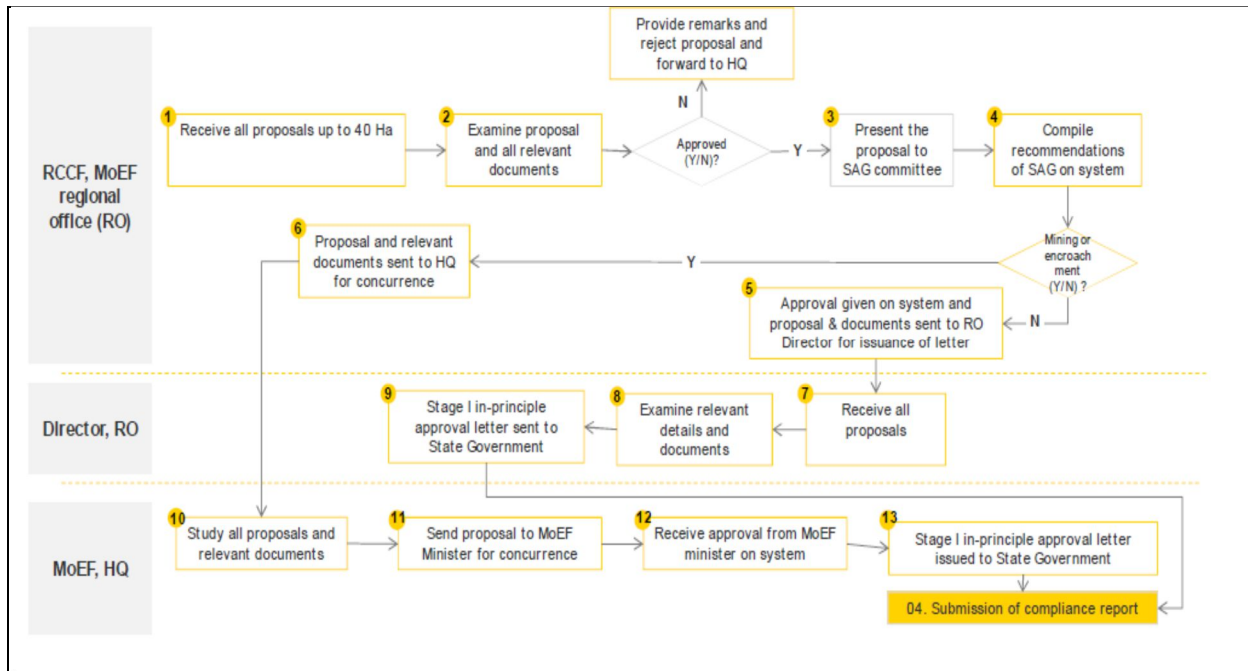 RCCF, MoEF
regional
office (RO)
Provide remarks and
reject proposal and
forward to HQ
N
1
Receive all proposals up to 40 Ha
2
Examine proposal
and all relevant
documents
Approved
(Y/N)?
Y
3
Present the
proposal to
SAG committee
4
Compile
recommendations
of SAG on system
Mining or
encroach
ment
(Y/N) ?
Y
6
Proposal and relevant
documents sent to HQ
for concurrence
N
5
Approval given on system and
proposal & documents sent to RO
Director for issuance of letter
Director, RO
7
Receive all
proposals
8
Examine relevant
details and
documents
9
Stage I in-principle
approval letter sent to
State Government
MoEF, HQ
10
Study all proposals and
relevant documents
11
Send proposal to MoEF
Minister for concurrence
12
Receive approval from MoEF
minister on system
13
Stage I in-principle approval letter
issued to State Government
04. Submission of compliance report